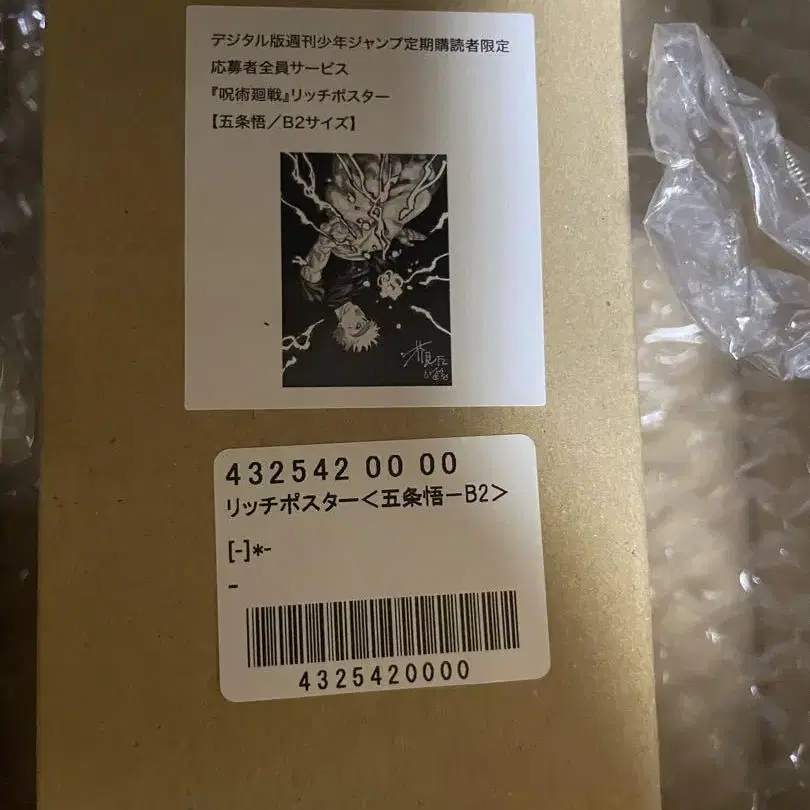 デジタル版週刊少年ジャンプ定期購読者限定
応募者全員サービス
『呪術廻戦』リッチポスター
【五条悟／B2サイズ】
432542 00 00
リッチポスター＜五条悟－B2＞
[-]*-
-
4325420000